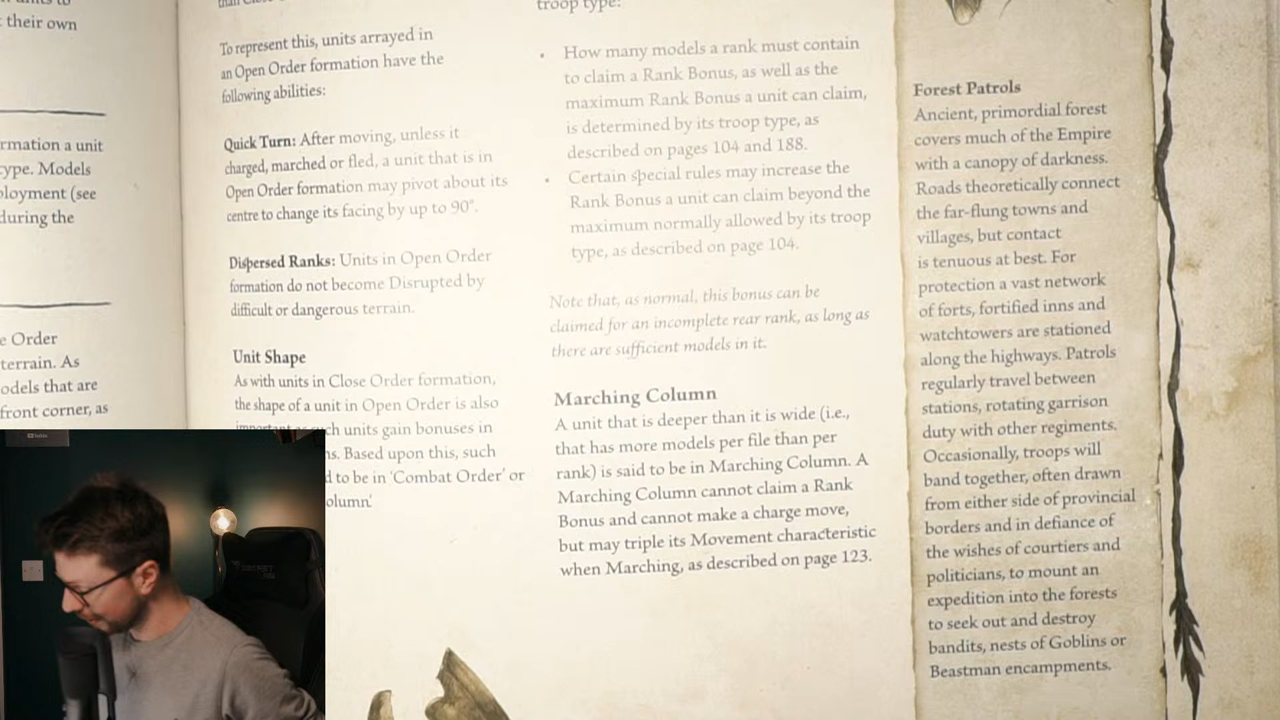 their own
rmation a unit
ype. Models
ployment (see
during the
e Order
terrain. As
odels that are
front corner, as
than Close
To represent this, units arrayed in
an Open Order formation have the
following abilities:
Quick Turn: After moving, unless it
charged, marched or fled, a unit that is in
Open Order formation may pivot about its
centre to change its facing by up to 90°.
Dispersed Ranks: Units in Open Order
formation do not become Disrupted by
difficult or dangerous terrain.
Unit Shape
As with units in Close Order formation,
the shape of a unit in Open Order is also
important as such units gain bonuses in
ns. Based upon this, such
d to be in ‘Combat Order’ or
olumn’.
troop type:
• How many models a rank must contain
to claim a Rank Bonus, as well as the
maximum Rank Bonus a unit can claim,
is determined by its troop type, as
described on pages 104 and 188.
• Certain special rules may increase the
Rank Bonus a unit can claim beyond the
maximum normally allowed by its troop
type, as described on page 104.
Note that, as normal, this bonus can be
claimed for an incomplete rear rank, as long as
there are sufficient models in it.
Marching Column
A unit that is deeper than it is wide (i.e.,
that has more models per file than per
rank) is said to be in Marching Column. A
Marching Column cannot claim a Rank
Bonus and cannot make a charge move,
but may triple its Movement characteristic
when Marching, as described on page 123.
Forest Patrols
Ancient, primordial forest
covers much of the Empire
with a canopy of darkness.
Roads theoretically connect
the far-flung towns and
villages, but contact
is tenuous at best. For
protection a vast network
of forts, fortified inns and
watchtowers are stationed
along the highways. Patrols
regularly travel between
stations, rotating garrison
duty with other regiments.
Occasionally, troops will
band together, often drawn
from either side of provincial
borders and in defiance of
the wishes of courtiers and
politicians, to mount an
expedition into the forests
to seek out and destroy
bandits, nests of Goblins or
Beastman encampments.